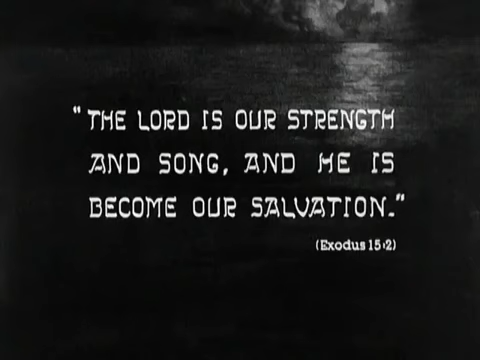 "THE LORD IS OUR STRENGTH
AND SONG, AND HE IS
BECOME OUR SALVATION."
(Exodus 15:2)